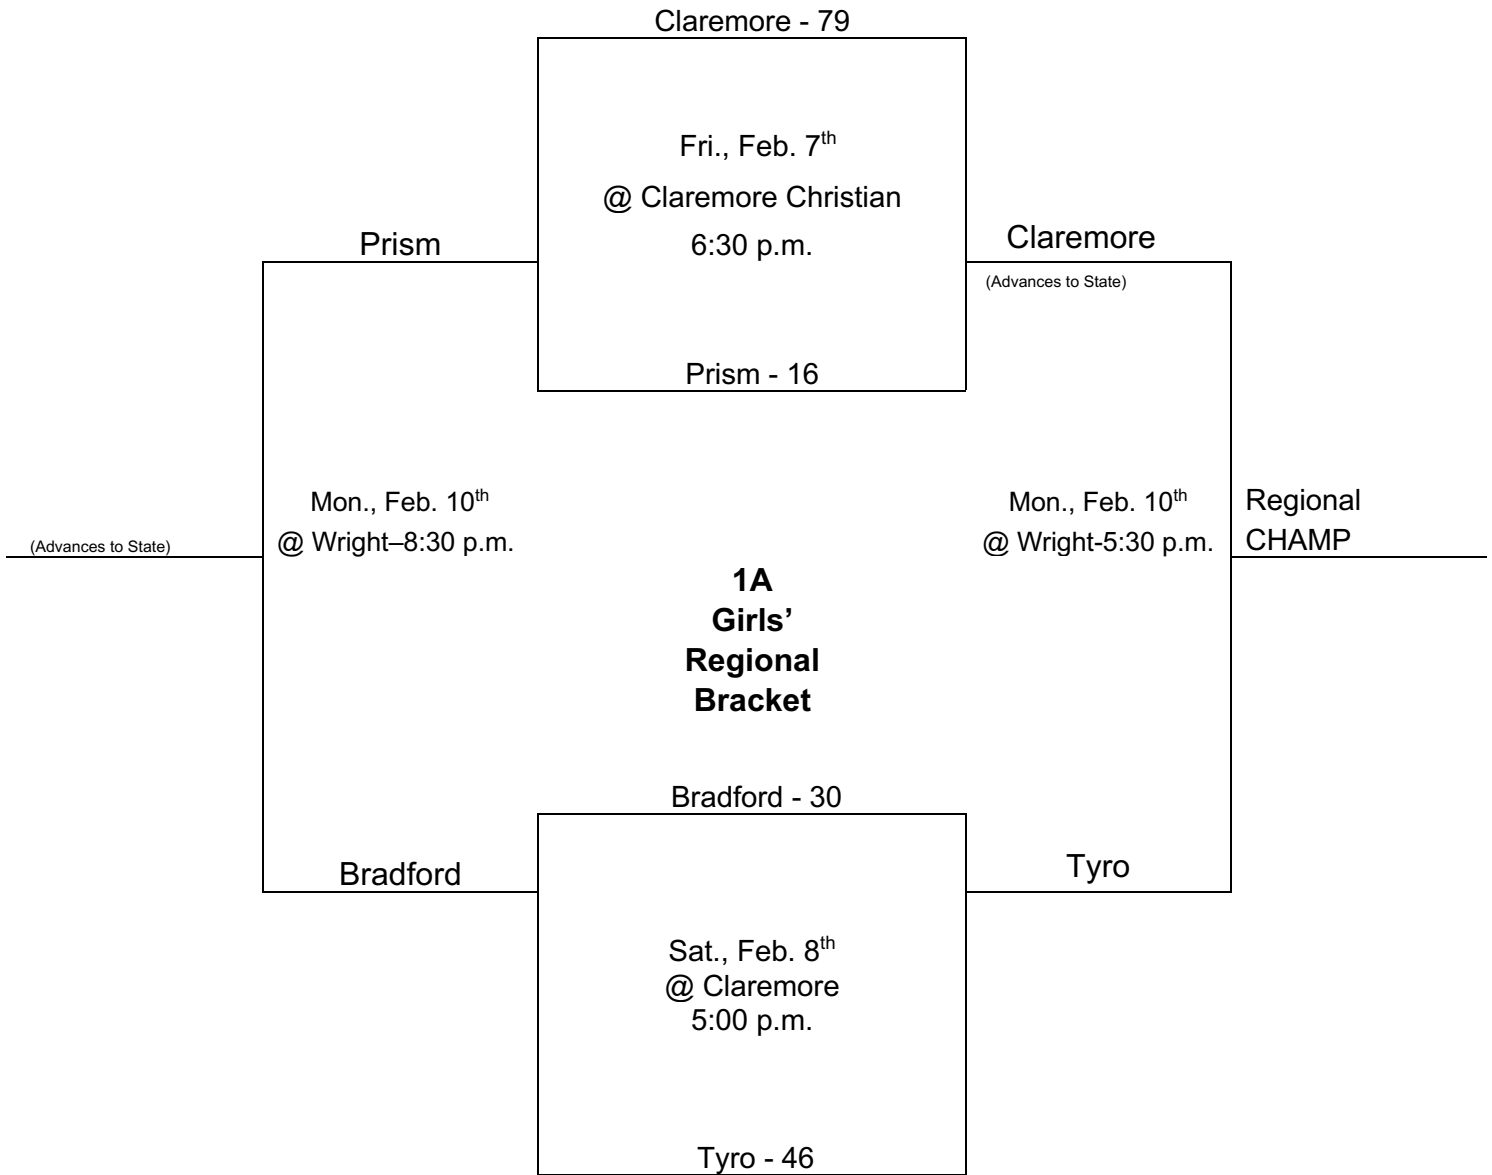 Claremore - 79
Fri., Feb. 7th
@ Claremore Christian
6:30 p.m.
Prism
Claremore
(Advances to State)
Prism - 16
Mon., Feb. 10th
@ Wright–8:30 p.m.
(Advances to State)
Mon., Feb. 10th
@ Wright-5:30 p.m.
Regional
CHAMP
1A
Girls’
Regional
Bracket
Bradford - 30
Bradford
Tyro
Sat., Feb. 8th
@ Claremore
5:00 p.m.
Tyro - 46